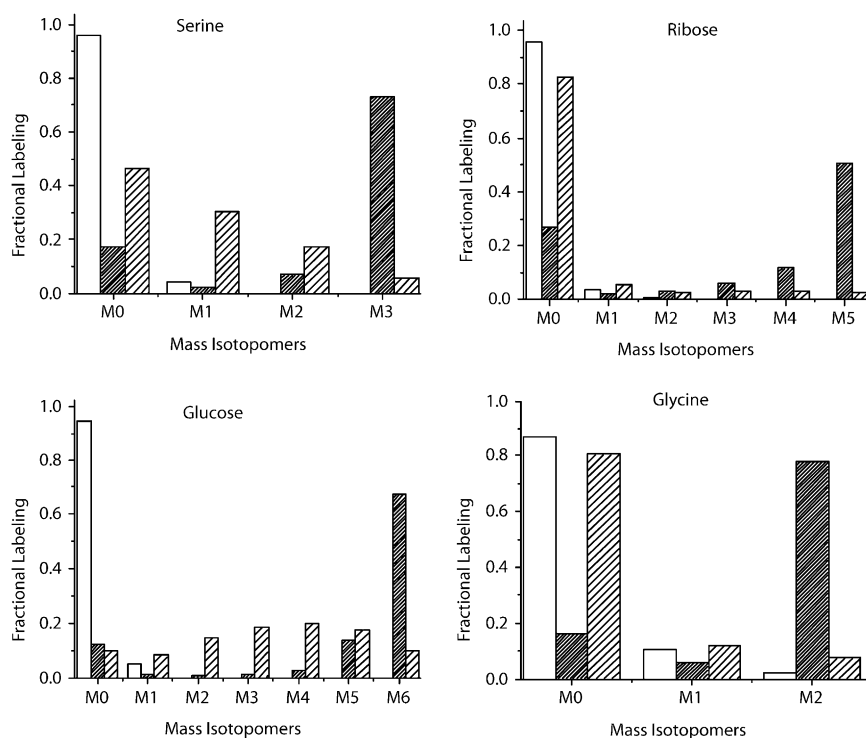 Serine
Fractional Labeling
1.0
0.8
0.6
0.4
0.2
0.0
M0 M1 M2 M3
Mass Isotopomers
Ribose
Fractional Labeling
1.0
0.8
0.6
0.4
0.2
0.0
M0 M1 M2 M3 M4 M5
Mass Isotopomers
Glucose
Fractional Labeling
1.0
0.8
0.6
0.4
0.2
0.0
M0 M1 M2 M3 M4 M5 M6
Mass Isotopomers
Glycine
Fractional Labeling
1.0
0.8
0.6
0.4
0.2
0.0
M0 M1 M2
Mass Isotopomers